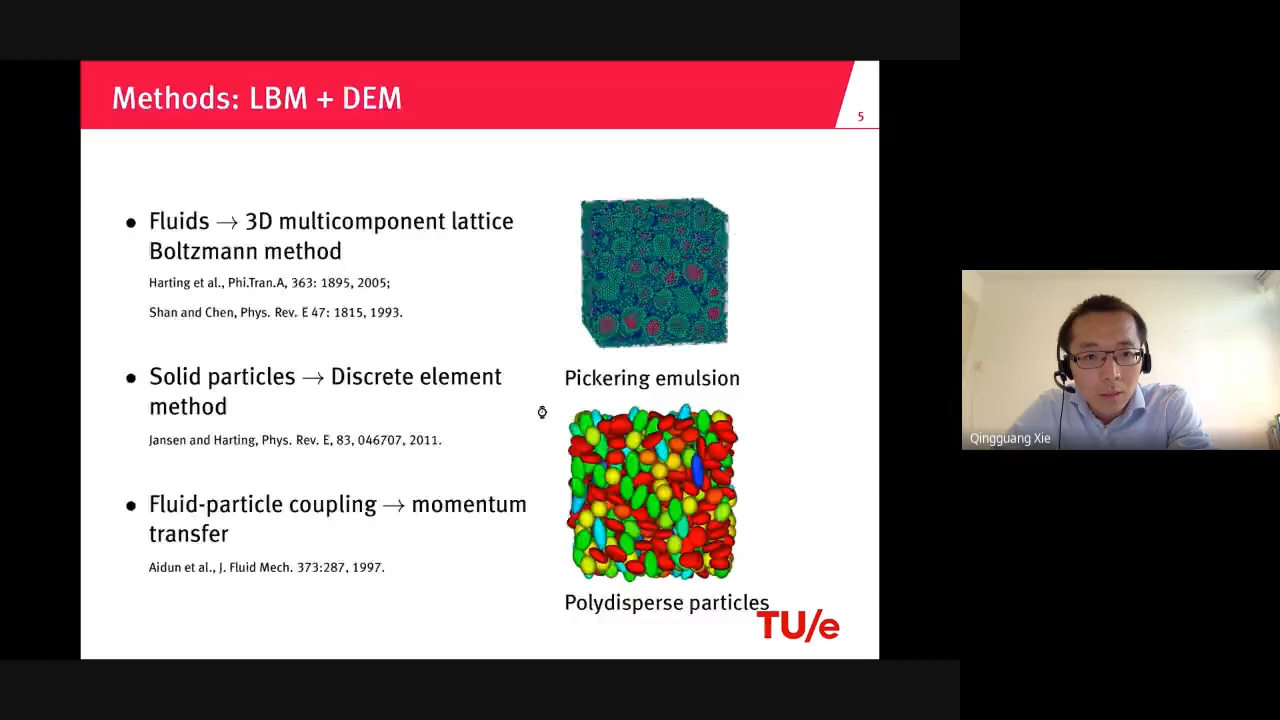 Methods: LBM + DEM
5
• Fluids → 3D multicomponent lattice
Boltzmann method
Harting et al., Phi.Tran.A, 363: 1895, 2005;
Shan and Chen, Phys. Rev. E 47: 1815, 1993.
• Solid particles → Discrete element
method
Jansen and Harting, Phys. Rev. E, 83, 046707, 2011.
• Fluid-particle coupling → momentum
transfer
Aidun et al., J. Fluid Mech. 373:287, 1997.
Pickering emulsion
Polydisperse particles
TU/e
Qingguang Xie